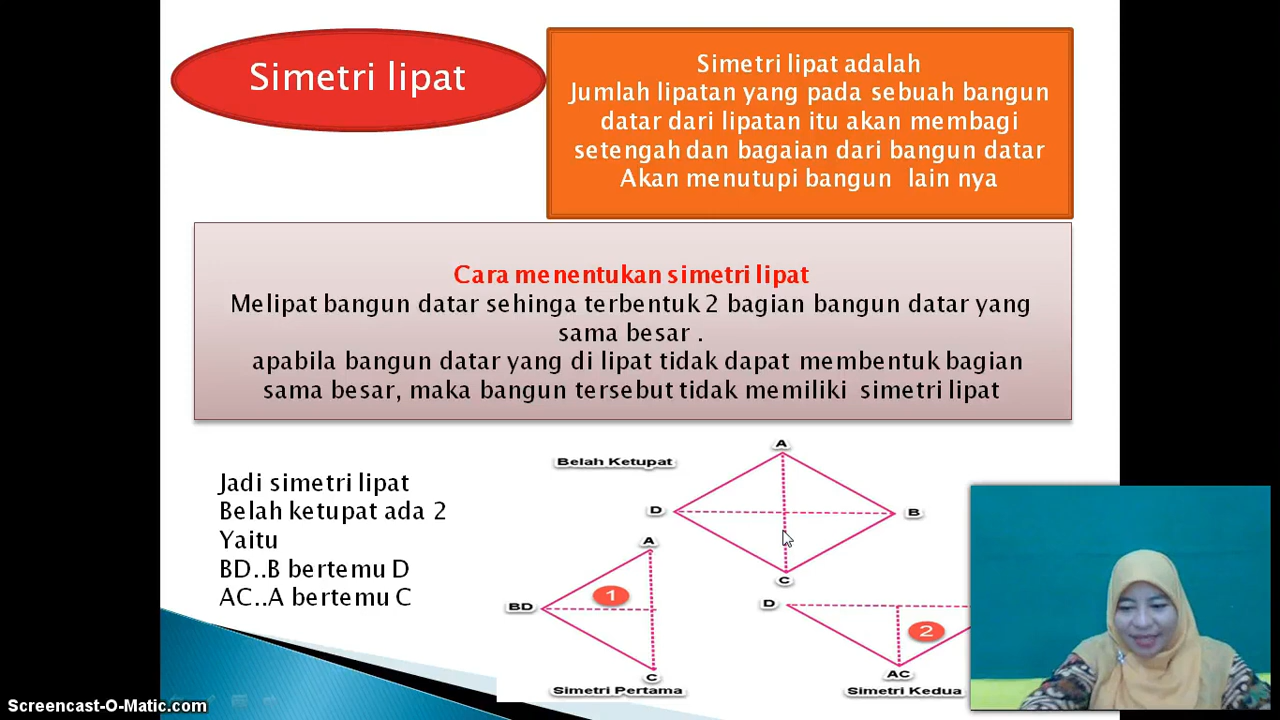 Simetri lipat
Simetri lipat adalah
Jumlah lipatan yang pada sebuah bangun
datar dari lipatan itu akan membagi
setengah dan bagaian dari bangun datar
Akan menutupi bangun lain nya
Cara menentukan simetri lipat
Melipat bangun datar sehinga terbentuk 2 bagian bangun datar yang
sama besar .
apabila bangun datar yang di lipat tidak dapat membentuk bagian
sama besar, maka bangun tersebut tidak memiliki simetri lipat
Jadi simetri lipat
Belah ketupat ada 2
Yaitu
BD..B bertemu D
AC..A bertemu C
Belah Ketupat
A
D
B
C
A
BD
1
C
Simetri Pertama
D
2
AC
Simetri Kedua
Screencast-O-Matic.com